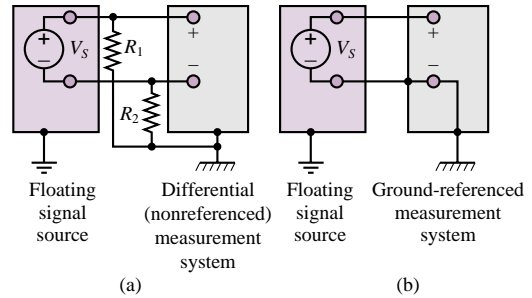 +
−
V_S
R_1
R_2
+
−
Floating
signal
source
Differential
(nonreferenced)
measurement
system
(a)
+
−
V_S
+
−
Floating
signal
source
Ground-referenced
measurement
system
(b)